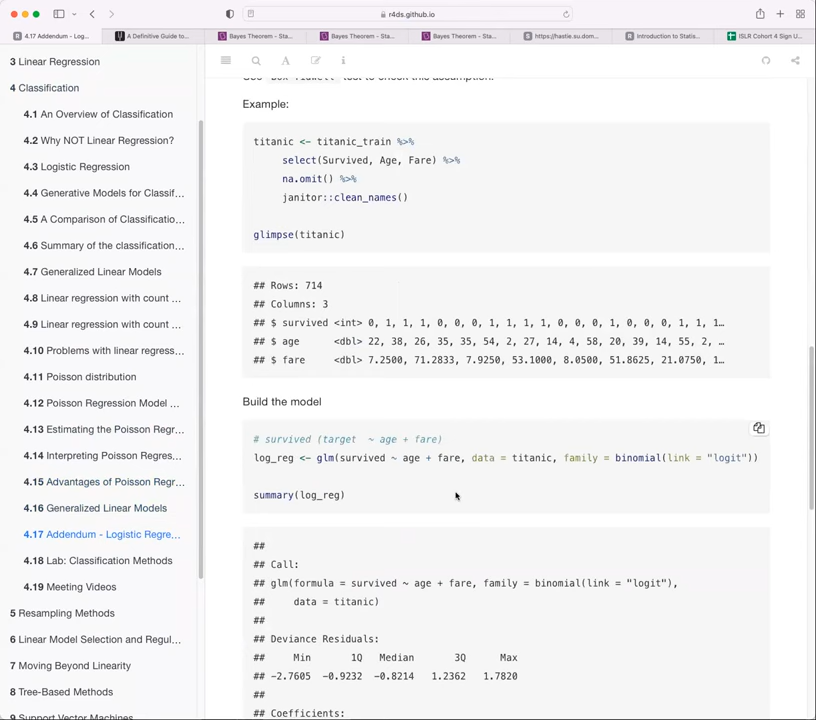 r4ds.github.io
4.17 Addendum - Log...
A Definitive Guide to...
Bayes Theorem - Sta...
Bayes Theorem - Sta...
Bayes Theorem - Sta...
https://hastie.su.dom...
Introduction to Statis...
ISLR Cohort 4 Sign U...
3 Linear Regression
4 Classification
4.1 An Overview of Classification
4.2 Why NOT Linear Regression?
4.3 Logistic Regression
4.4 Generative Models for Classif...
4.5 A Comparison of Classificatio...
4.6 Summary of the classification...
4.7 Generalized Linear Models
4.8 Linear regression with count ...
4.9 Linear regression with count ...
4.10 Problems with linear regress...
4.11 Poisson distribution
4.12 Poisson Regression Model ...
4.13 Estimating the Poisson Regr...
4.14 Interpreting Poisson Regres...
4.15 Advantages of Poisson Regr...
4.16 Generalized Linear Models
4.17 Addendum - Logistic Regre...
4.18 Lab: Classification Methods
4.19 Meeting Videos
5 Resampling Methods
6 Linear Model Selection and Regul...
7 Moving Beyond Linearity
8 Tree-Based Methods
9 Support Vector Machines
test to check this assumption.
Example:
titanic <- titanic_train %>%
select(Survived, Age, Fare) %>%
na.omit() %>%
janitor::clean_names()
glimpse(titanic)
## Rows: 714
## Columns: 3
## $ survived <int> 0, 1, 1, 1, 0, 0, 0, 1, 1, 1, 1, 0, 0, 0, 1, 0, 0, 0, 1, 1, 1…
## $ age <dbl> 22, 38, 26, 35, 35, 54, 2, 27, 14, 4, 58, 20, 39, 14, 55, 2, …
## $ fare <dbl> 7.2500, 71.2833, 7.9250, 53.1000, 8.0500, 51.8625, 21.0750, 1…
Build the model
# survived (target ~ age + fare)
log_reg <- glm(survived ~ age + fare, data = titanic, family = binomial(link = "logit"))
summary(log_reg)
##
## Call:
## glm(formula = survived ~ age + fare, family = binomial(link = "logit"),
## data = titanic)
##
## Deviance Residuals:
## Min 1Q Median 3Q Max
## -2.7605 -0.9232 -0.8214 1.2362 1.7820
##
## Coefficients: